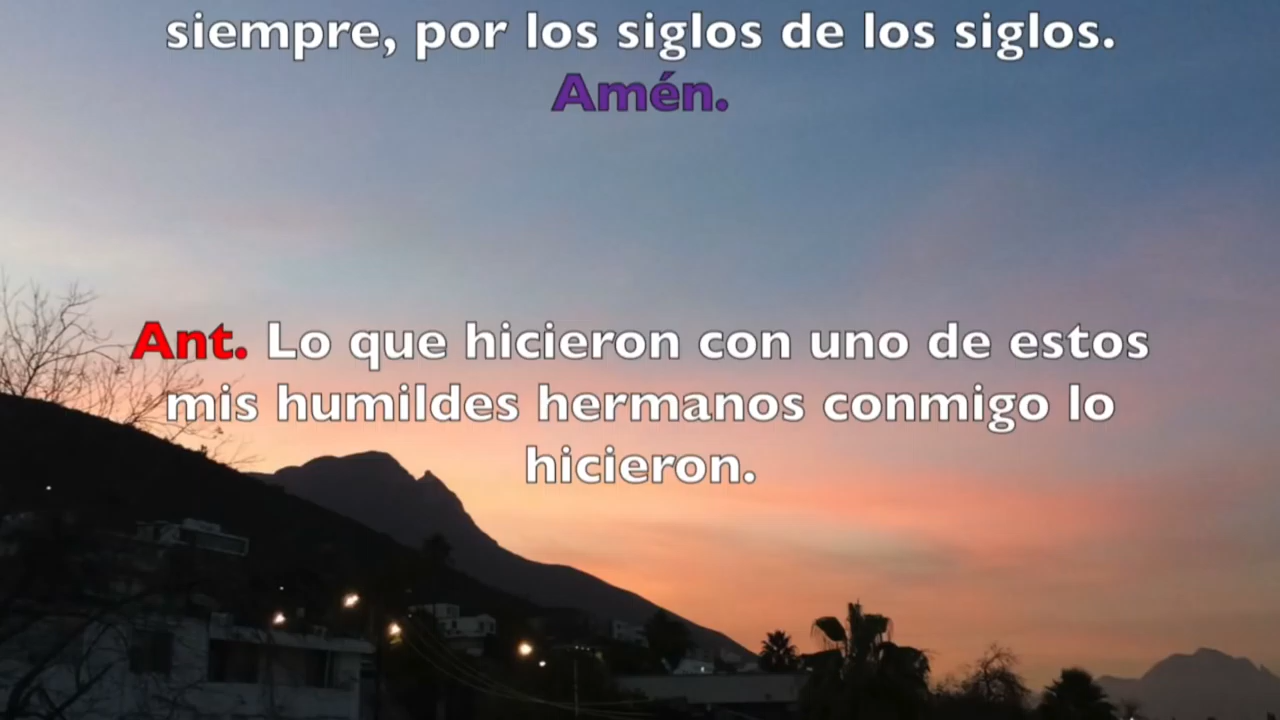 siempre, por los siglos de los siglos.
Amén.
Ant. Lo que hicieron con uno de estos
mis humildes hermanos conmigo lo
hicieron.